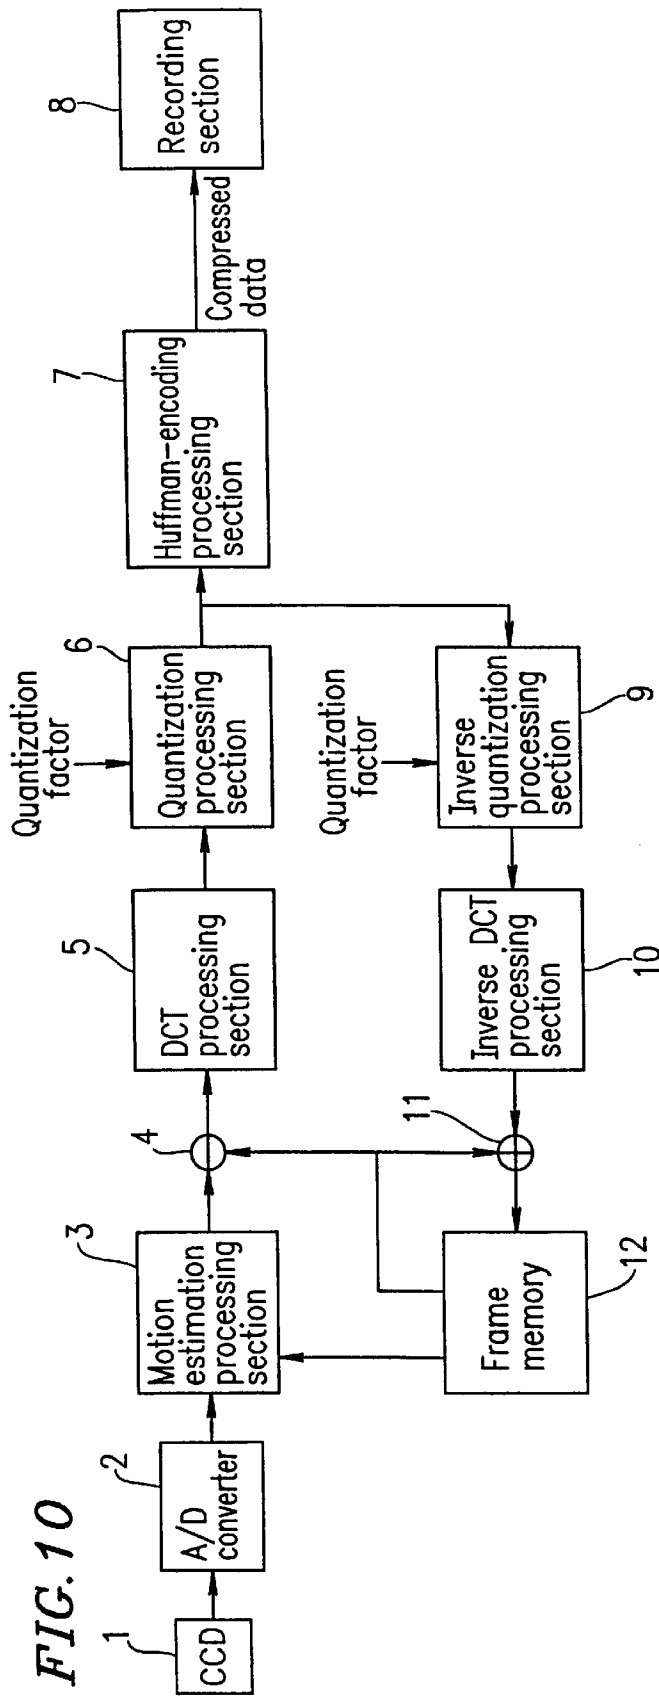 FIG.10
1
CCD
2
A/D
converter
3
Motion
estimation
processing
section
4
5
DCT
processing
section
Quantization
factor
6
Quantization
processing
section
7
Huffman-encoding
processing
section
Compressed
data
8
Recording
section
Quantization
factor
Inverse
quantization
processing
section
9
Inverse DCT
processing
section
10
11
Frame
memory
12